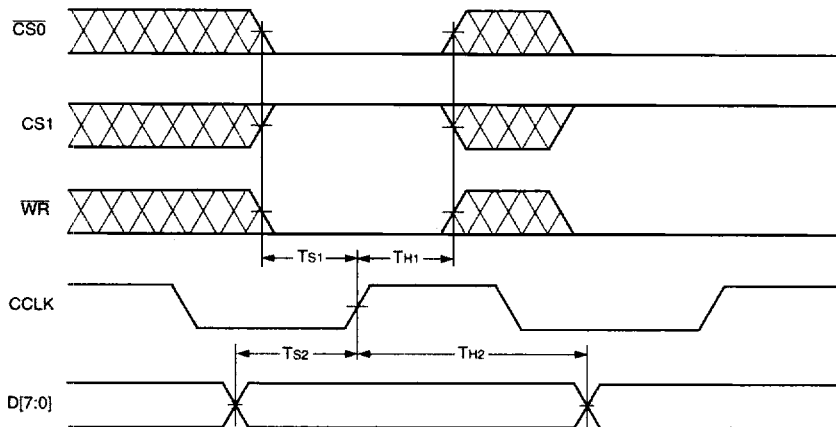 CS0
CS1
WR
TS1 TH1
CCLK
TS2 TH2
D[7:0]